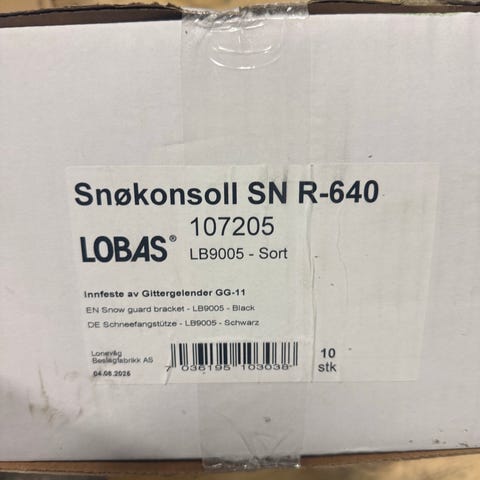 Snøkonsoll SN R-640
107205
LOBAS®
LB9005 - Sort
Innfeste av Gittergelender GG-11
EN Snow guard bracket - LB9005 - Black
DE Schneefangstütze - LB9005 - Schwarz
Lonevåg
Beslagfabrikk AS
04.08.2025
7 036195 103038
10
stk